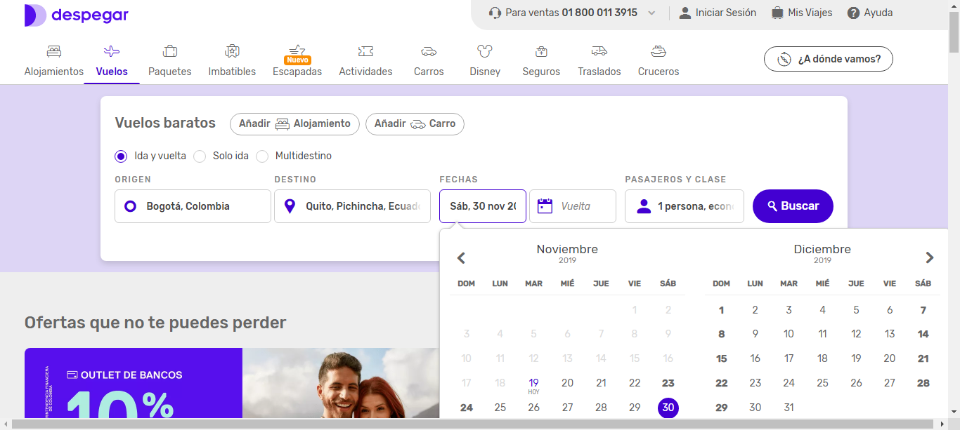 despegar
Para ventas 01 800 011 3915
Iniciar Sesión
Mis Viajes
Ayuda
Alojamientos
Vuelos
Paquetes
Imbatibles
Nuevo
Escapadas
Actividades
Carros
Disney
Seguros
Traslados
Cruceros
¿A dónde vamos?
Vuelos baratos
Añadir Alojamiento
Añadir Carro
Ida y vuelta
Solo ida
Multidestino
ORIGEN
DESTINO
FECHAS
PASAJEROS Y CLASE
Bogotá, Colombia
Quito, Pichincha, Ecuad
Sáb, 30 nov 20
Vuelta
1 persona, econ
Buscar
Noviembre
2019
DOM LUN MAR MIÉ JUE VIE SÁB
1 2
3 4 5 6 7 8 9
10 11 12 13 14 15 16
17 18 19 20 21 22 23
HOY
24 25 26 27 28 29 30
Diciembre
2019
DOM LUN MAR MIÉ JUE VIE SÁB
1 2 3 4 5 6 7
8 9 10 11 12 13 14
15 16 17 18 19 20 21
22 23 24 25 26 27 28
29 30 31
Ofertas que no te puedes perder
OUTLET DE BANCOS
10%